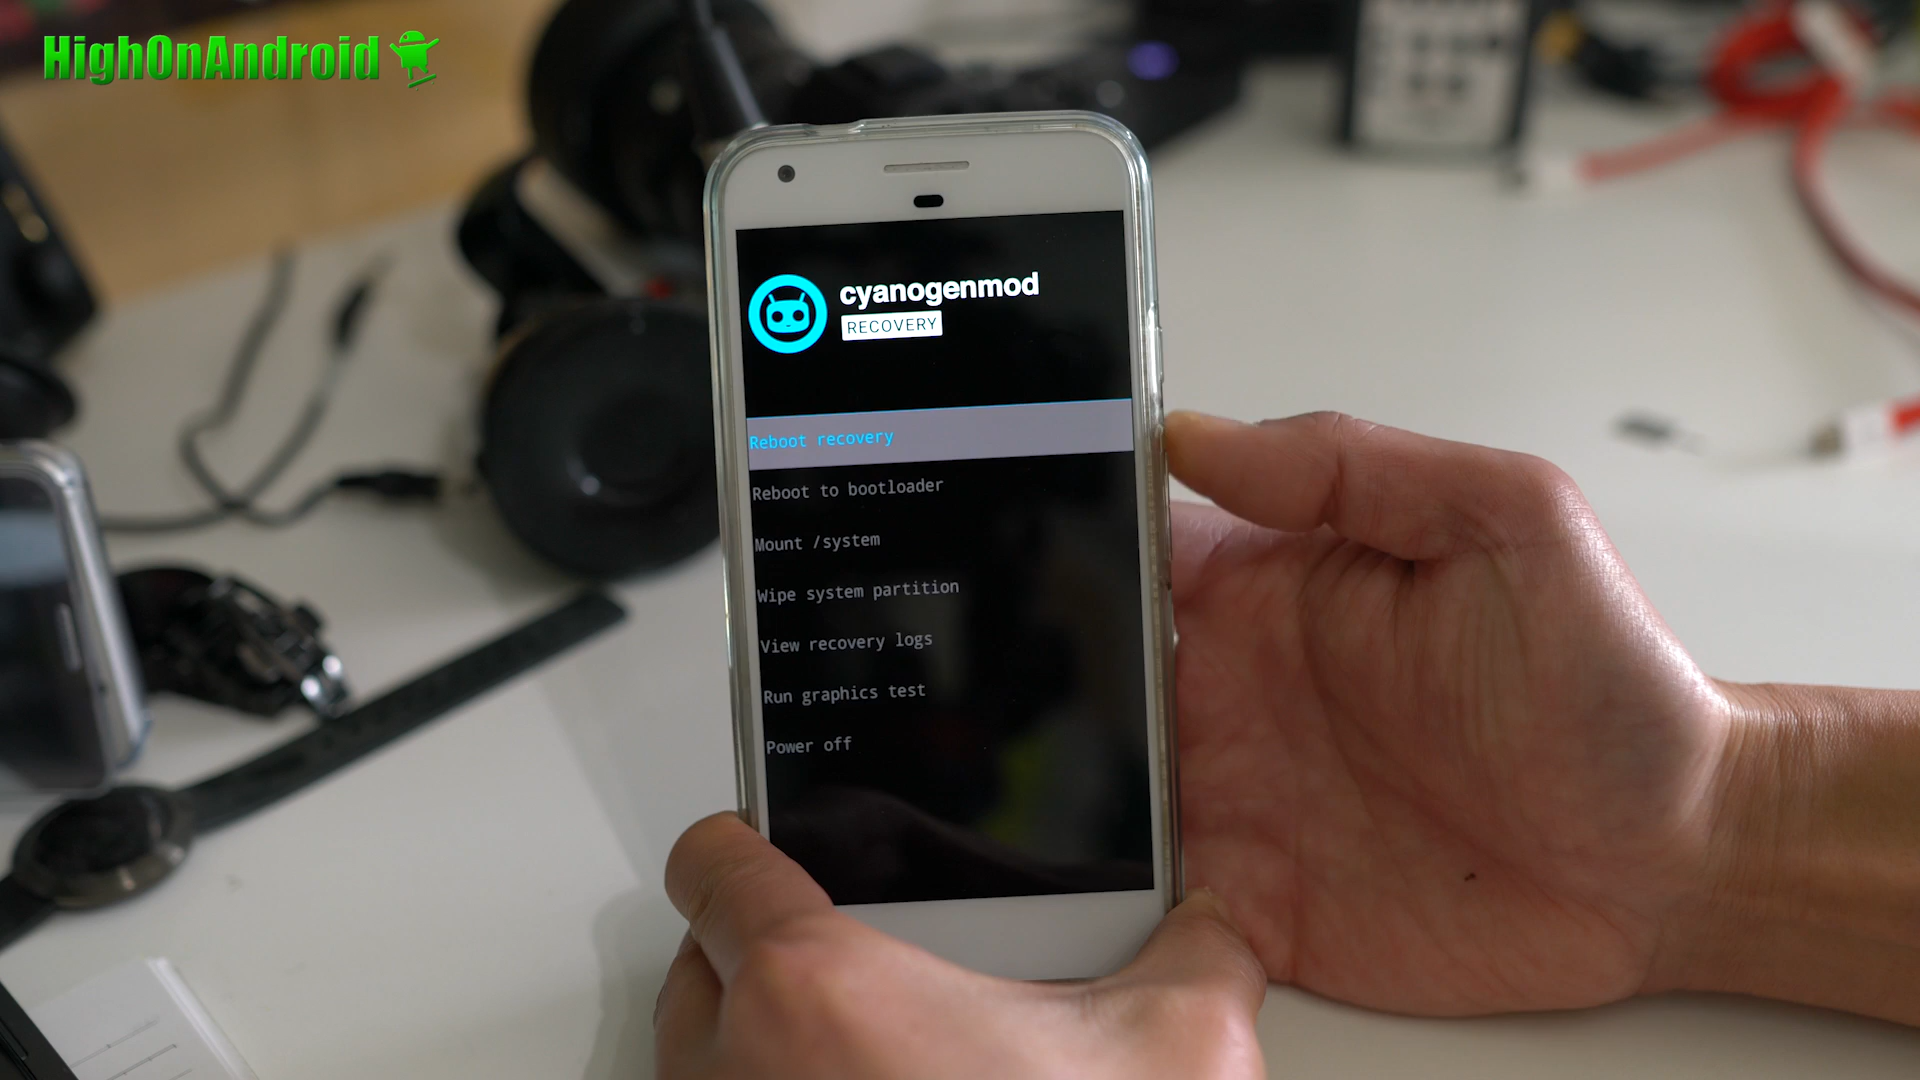 HighOnAndroid
cyanogenmod
RECOVERY
Reboot recovery
Reboot to bootloader
Mount /system
Wipe system partition
View recovery logs
Run graphics test
Power off